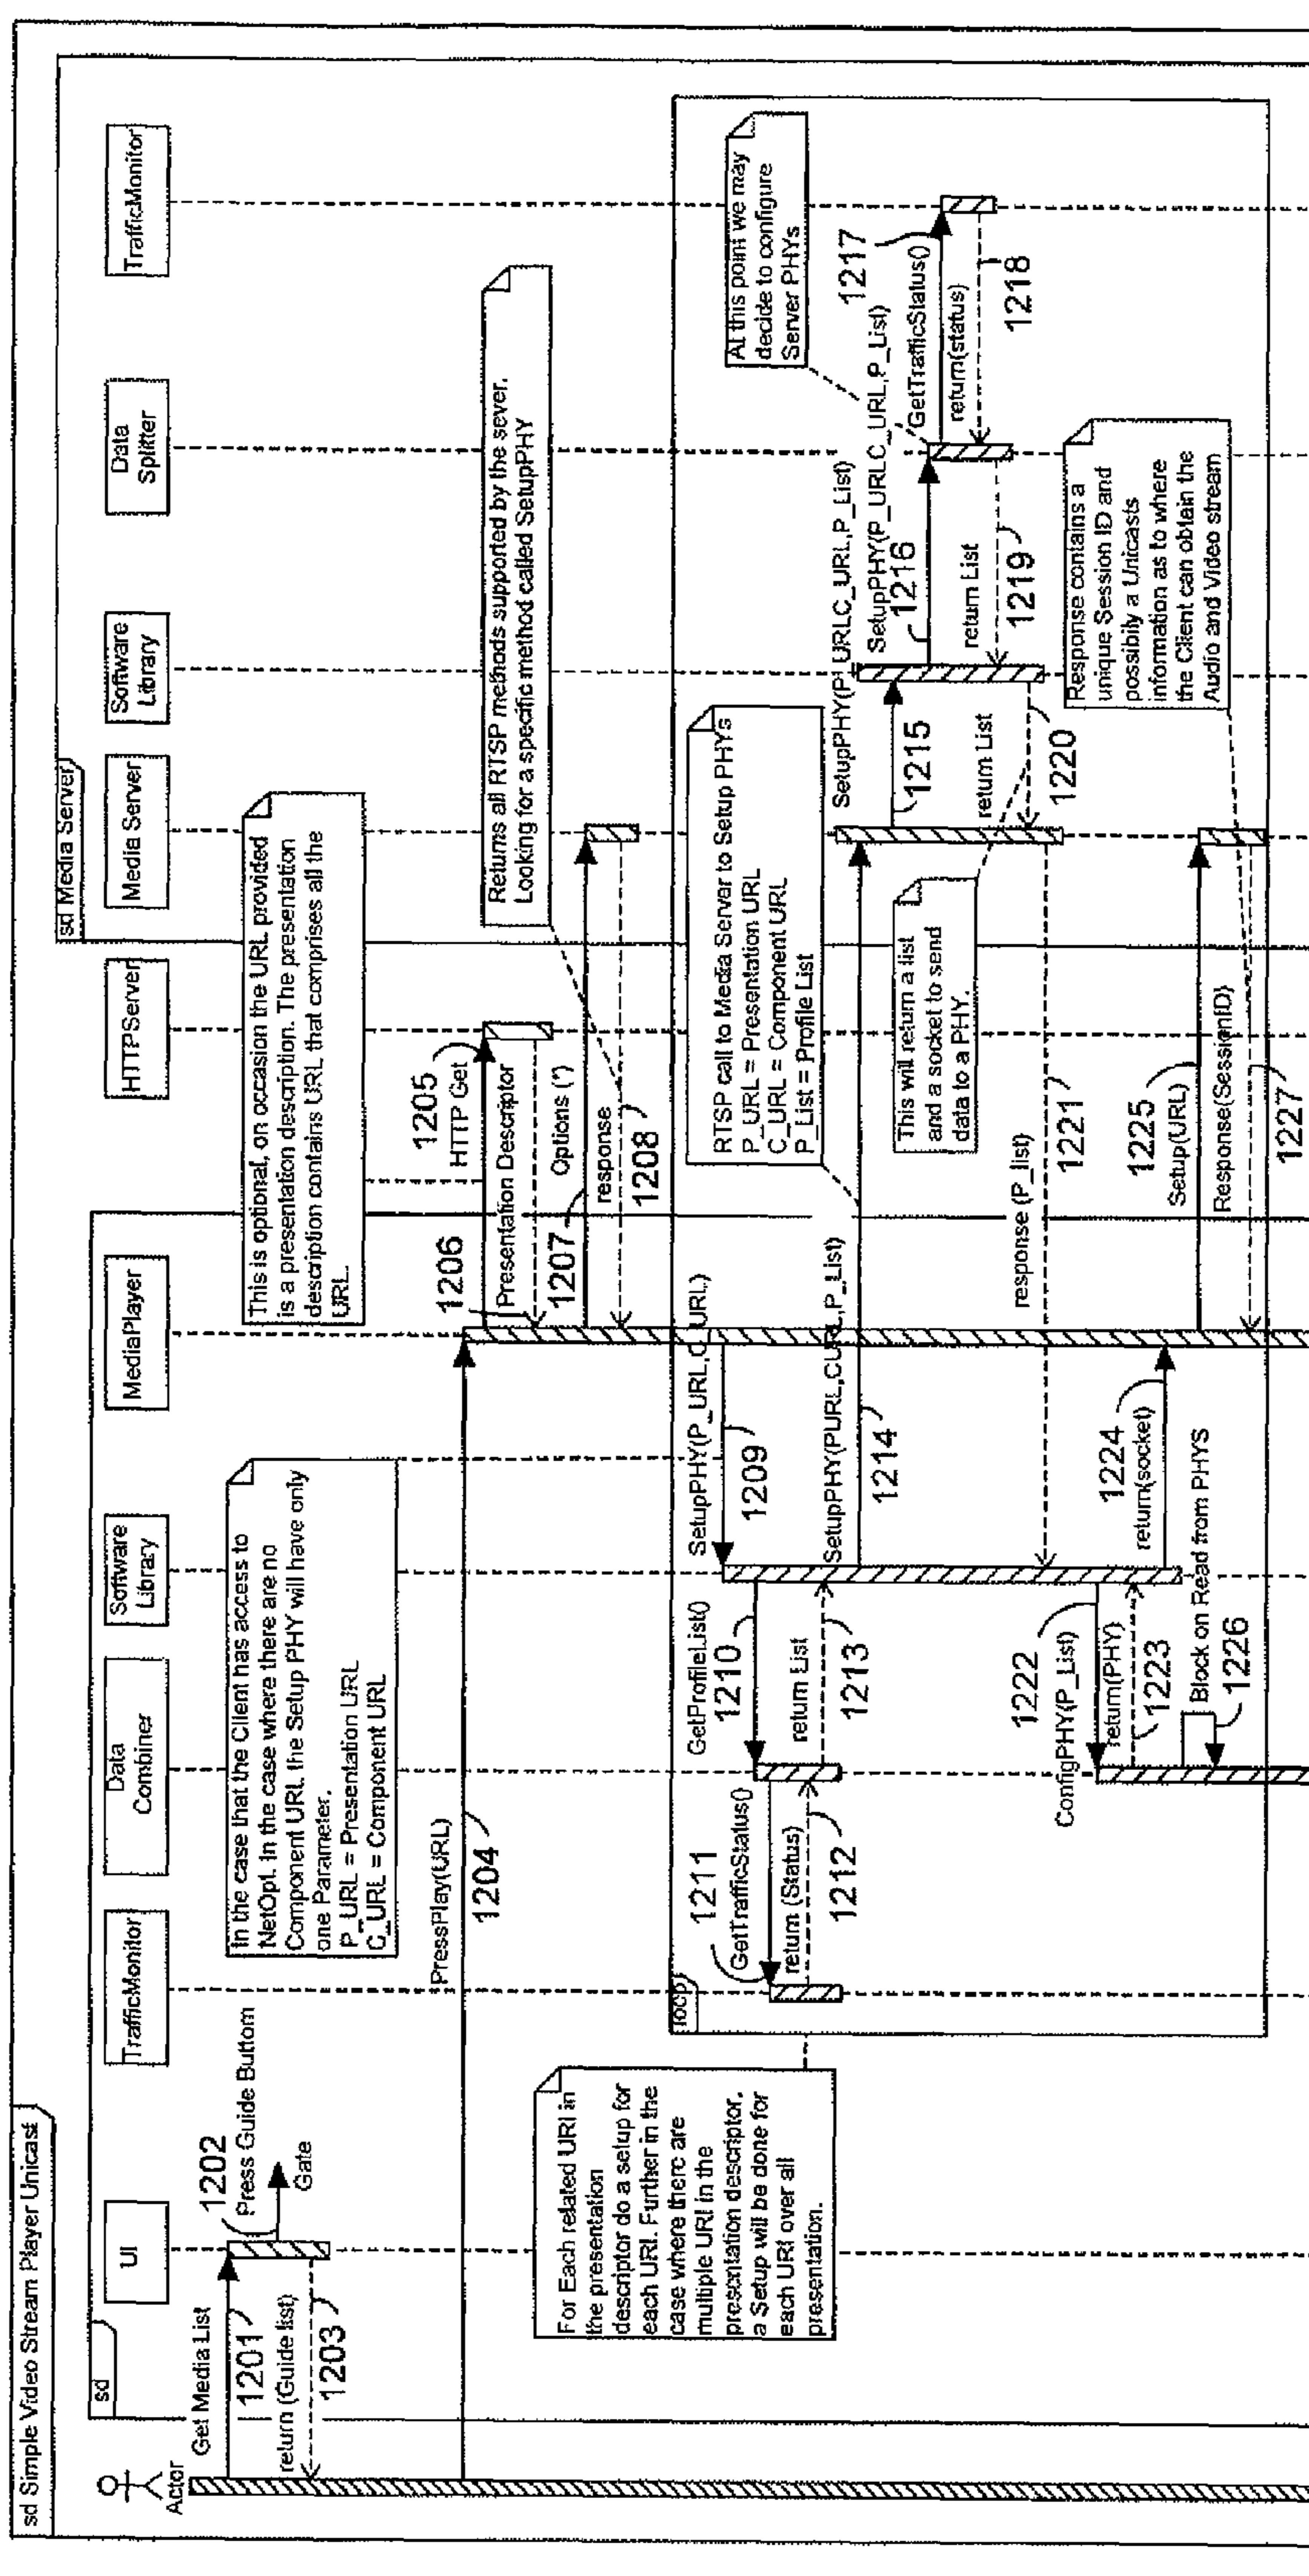 sd Simple Video Stream Player Unicast
sd Media Server
sd
Actor
UI
TrafficMonitor
Data
Combiner
Software
Library
MediaPlayer
HTTPServer
Media Server
Software
Library
Data
Splitter
TrafficMonitor
Get Media List
1201
1202
Press Guide Buttom
Gate
return (Guide list)
1203
In the case that the Client has access to
NetOpt. In the case where there are no
Component URL the Setup PHY will have only
one Parameter.
P_URL = Presentation URL
C_URL = Component URL
This is optional, on occasion the URL provided
is a presentation description. The presentation
description contains URL that comprises all the
URL.
PressPlay(URL)
1204
1205
HTTP Get
1206
Presentation Descriptor
1207
Options (*)
response
1208
Returns all RTSP methods supported by the sever.
Looking for a specific method called SetupPHY
For Each related URI in
the presentation
descriptor do a setup for
each URI. Further in the
case where there are
multiple URI in the
presentation descriptor,
a Setup will be done for
each URI over all
presentation.
loop
SetupPHY(P_URL,C_URL)
1209
GetProfileList()
1210
1211
GetTrafficStatus()
return (Status)
1212
return List
1213
SetupPHY(PURL,CURL,P_List)
1214
RTSP call to Media Server to Setup PHYs
P_URL = Presentation URL
C_URL = Component URL
P_List = Profile List
SetupPHY(P_URLC_URL,P_List)
1215
SetupPHY(P_URLC_URL,P_List)
1216
At this point we may
decide to configure
Server PHYs
1217
GetTrafficStatus()
return(status)
1218
return List
1219
return List
1220
This will return a list
and a socket to send
data to a PHY.
response (P_list)
1221
1222
ConfigPHY(P_List)
return(PHY)
1223
1224
return(socket)
1225
Setup(URL)
Block on Read from PHYS
1226
Response(SessionID)
1227
Response contains a
unique Session ID and
possibily a Unicasts
information as to where
the Client can obtain the
Audio and Video stream